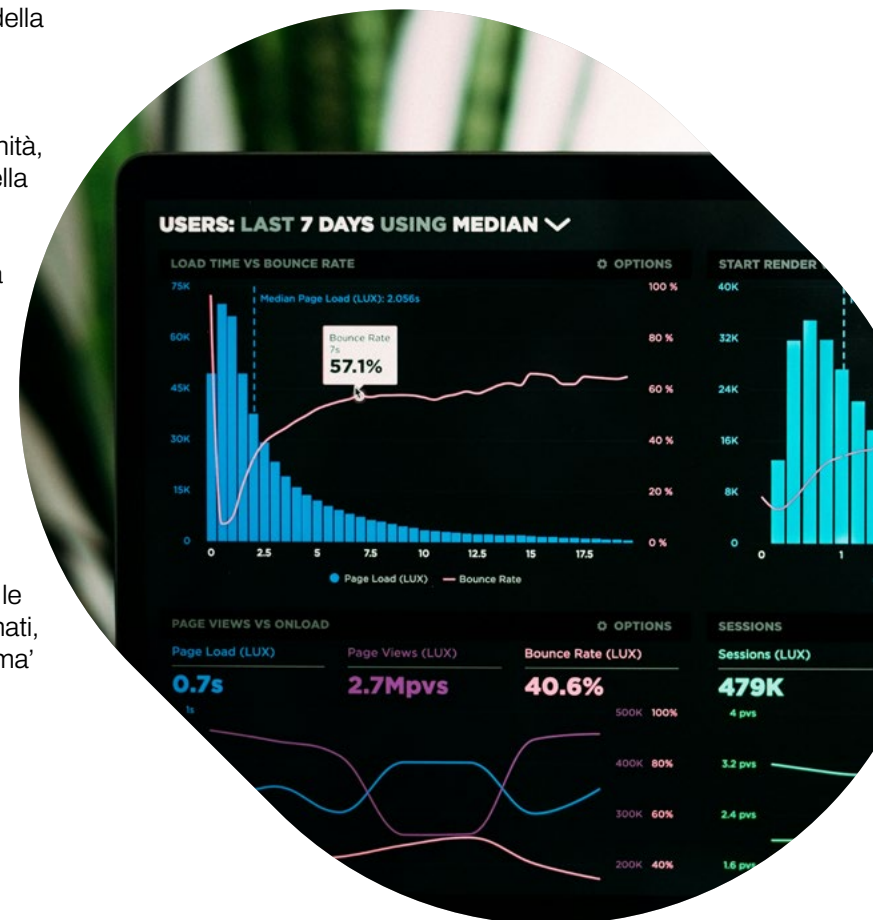 della
nità,
ella
a
le
nati,
ma'
USERS: LAST 7 DAYS USING MEDIAN
LOAD TIME VS BOUNCE RATE
OPTIONS
75K
60K
45K
30K
15K
0
Median Page Load (LUX): 2.056s
Bounce Rate
7s
57.1%
100 %
80 %
60 %
40 %
20 %
0 %
0 2.5 5 7.5 10 12.5 15 17.5
Page Load (LUX) Bounce Rate
START RENDER
40K
32K
24K
16K
8K
0
0 1
PAGE VIEWS VS ONLOAD
OPTIONS
Page Load (LUX)
0.7s
1s
Page Views (LUX)
2.7Mpvs
Bounce Rate (LUX)
40.6%
500K 100%
400K 80%
300K 60%
200K 40%
SESSIONS
Sessions (LUX)
479K
4 pvs
3.2 pvs
2.4 pvs
1.6 pvs